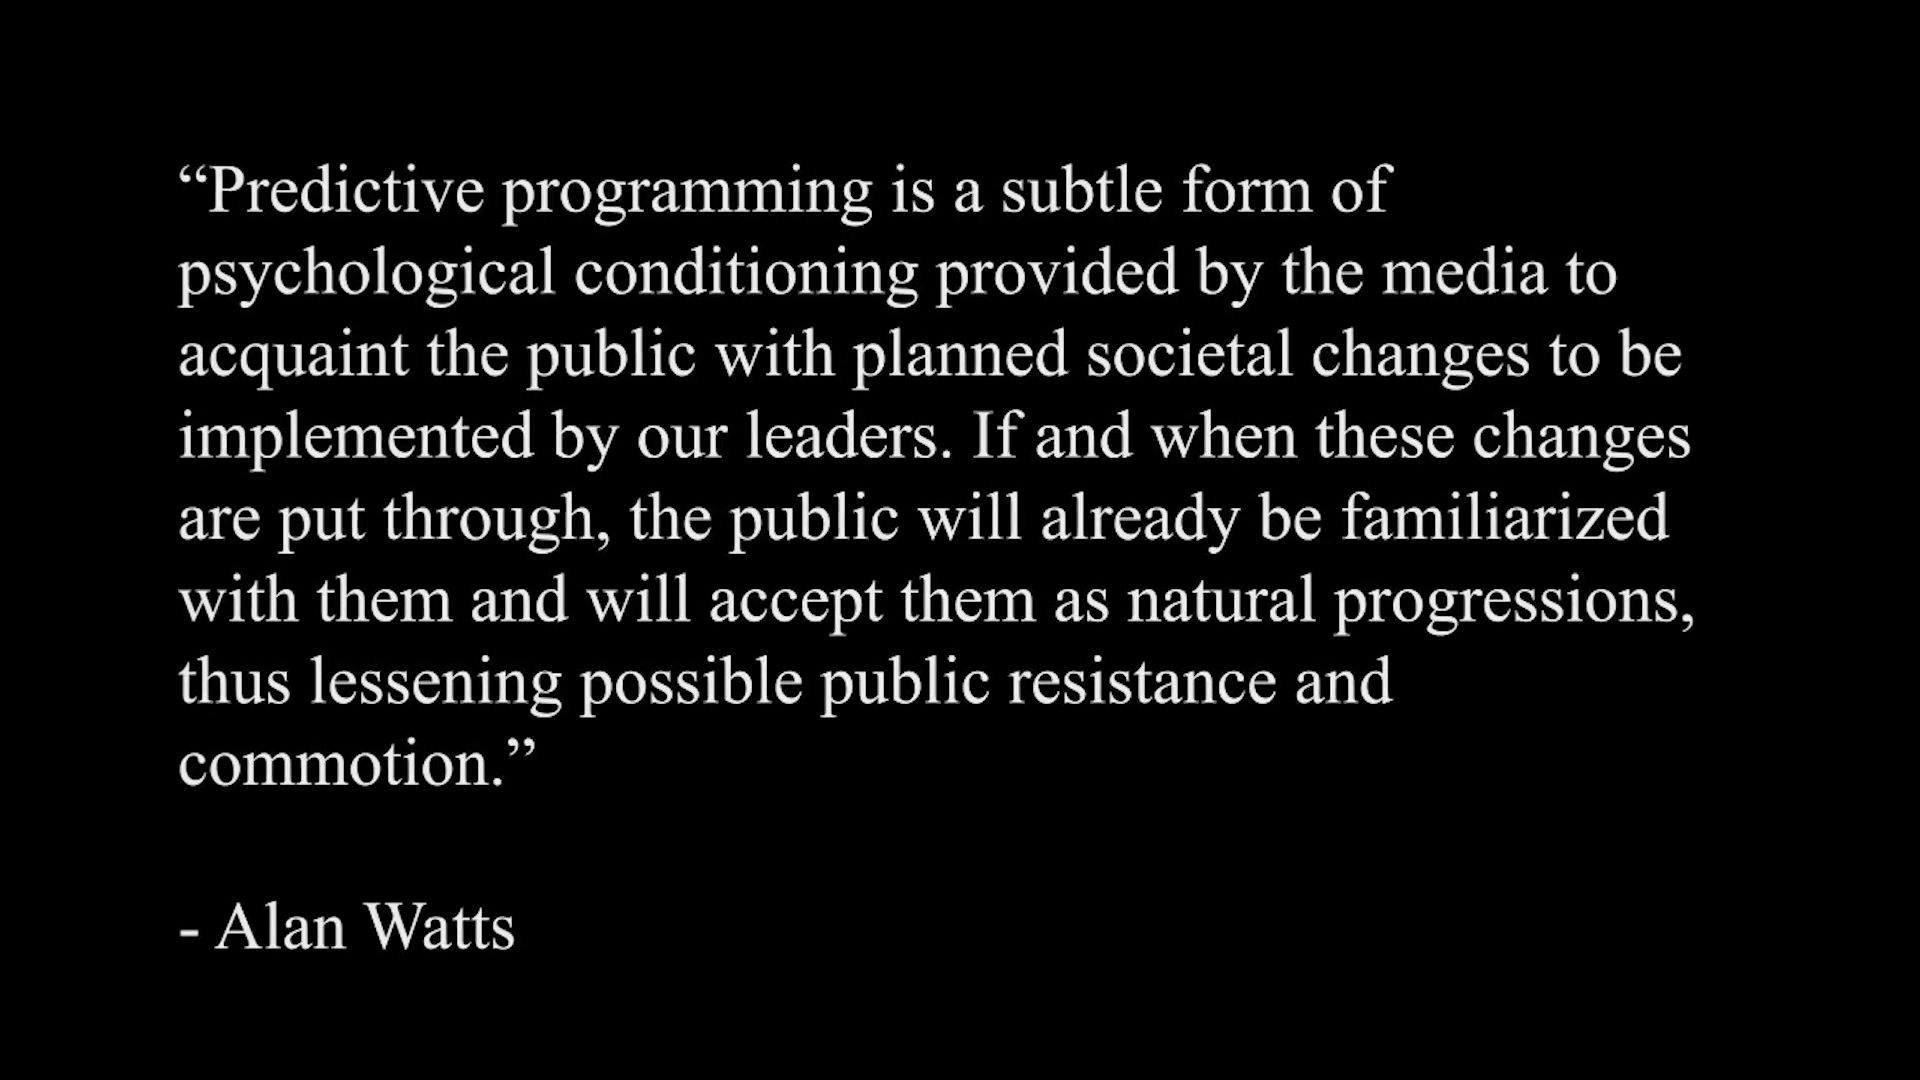 “Predictive programming is a subtle form of
psychological conditioning provided by the media to
acquaint the public with planned societal changes to be
implemented by our leaders. If and when these changes
are put through, the public will already be familiarized
with them and will accept them as natural progressions,
thus lessening possible public resistance and
commotion.”
- Alan Watts